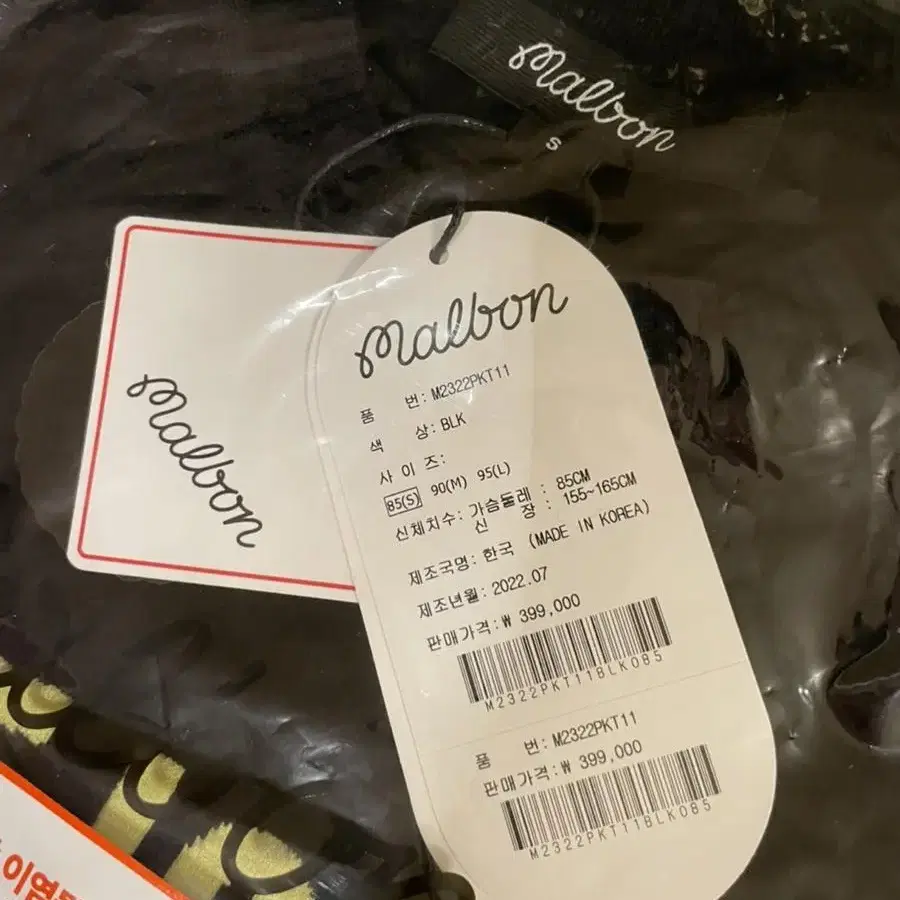 malbon
S
malbon
malbon
품 번: M2322PKT11
색 상: BLK
사 이 즈:
85(S) 90(M) 95(L)
신체치수: 가슴둘레 : 85CM
신 장 : 155~165CM
제조국명: 한국 (MADE IN KOREA)
제조년월: 2022.07
판매가격: ₩ 399,000
M2322PKT11BLK085
품 번: M2322PKT11
판매가격: ₩ 399,000
M2322PKT11BLK085